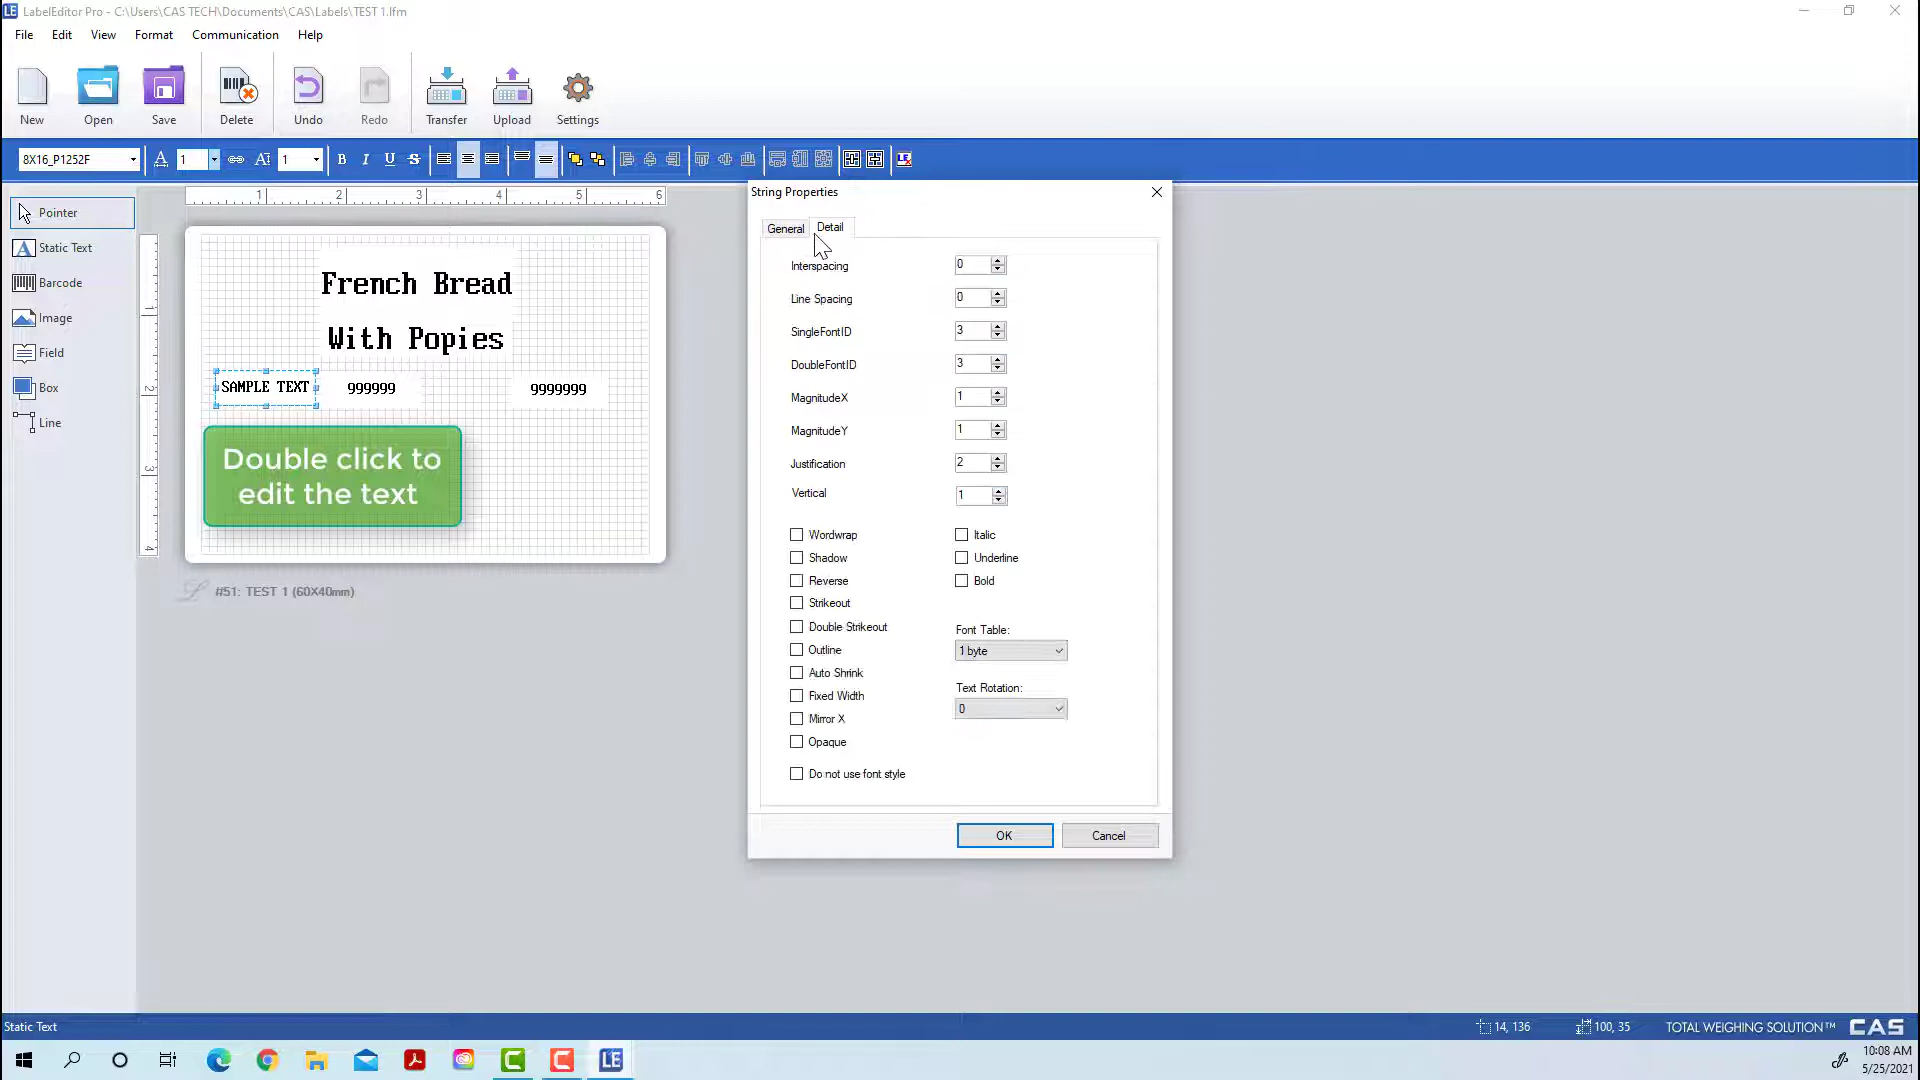 LabelEditor Pro - C:\Users\CAS TECH\Documents\CAS\Labels\TEST 1.lfm
File Edit View Format Communication Help
New Open Save Delete Undo Redo Transfer Upload Settings
8X16_P1252F 1 1 B I U S
Pointer
Static Text
Barcode
Image
Field
Box
Line
1 2 3 4 5 6
1
2
3
4
French Bread
With Popies
SAMPLE TEXT 999999 9999999
Double click to
edit the text
#51: TEST 1 (60X40mm)
String Properties
General Detail
Interspacing 0
Line Spacing 0
SingleFontID 3
DoubleFontID 3
MagnitudeX 1
MagnitudeY 1
Justification 2
Vertical 1
Wordwrap Italic
Shadow Underline
Reverse Bold
Strikeout
Double Strikeout Font Table:
Outline 1 byte
Auto Shrink
Fixed Width Text Rotation:
Mirror X 0
Opaque
Do not use font style
OK Cancel
Static Text 14, 136 100, 35 TOTAL WEIGHING SOLUTION™ CAS
10:08 AM
5/25/2021